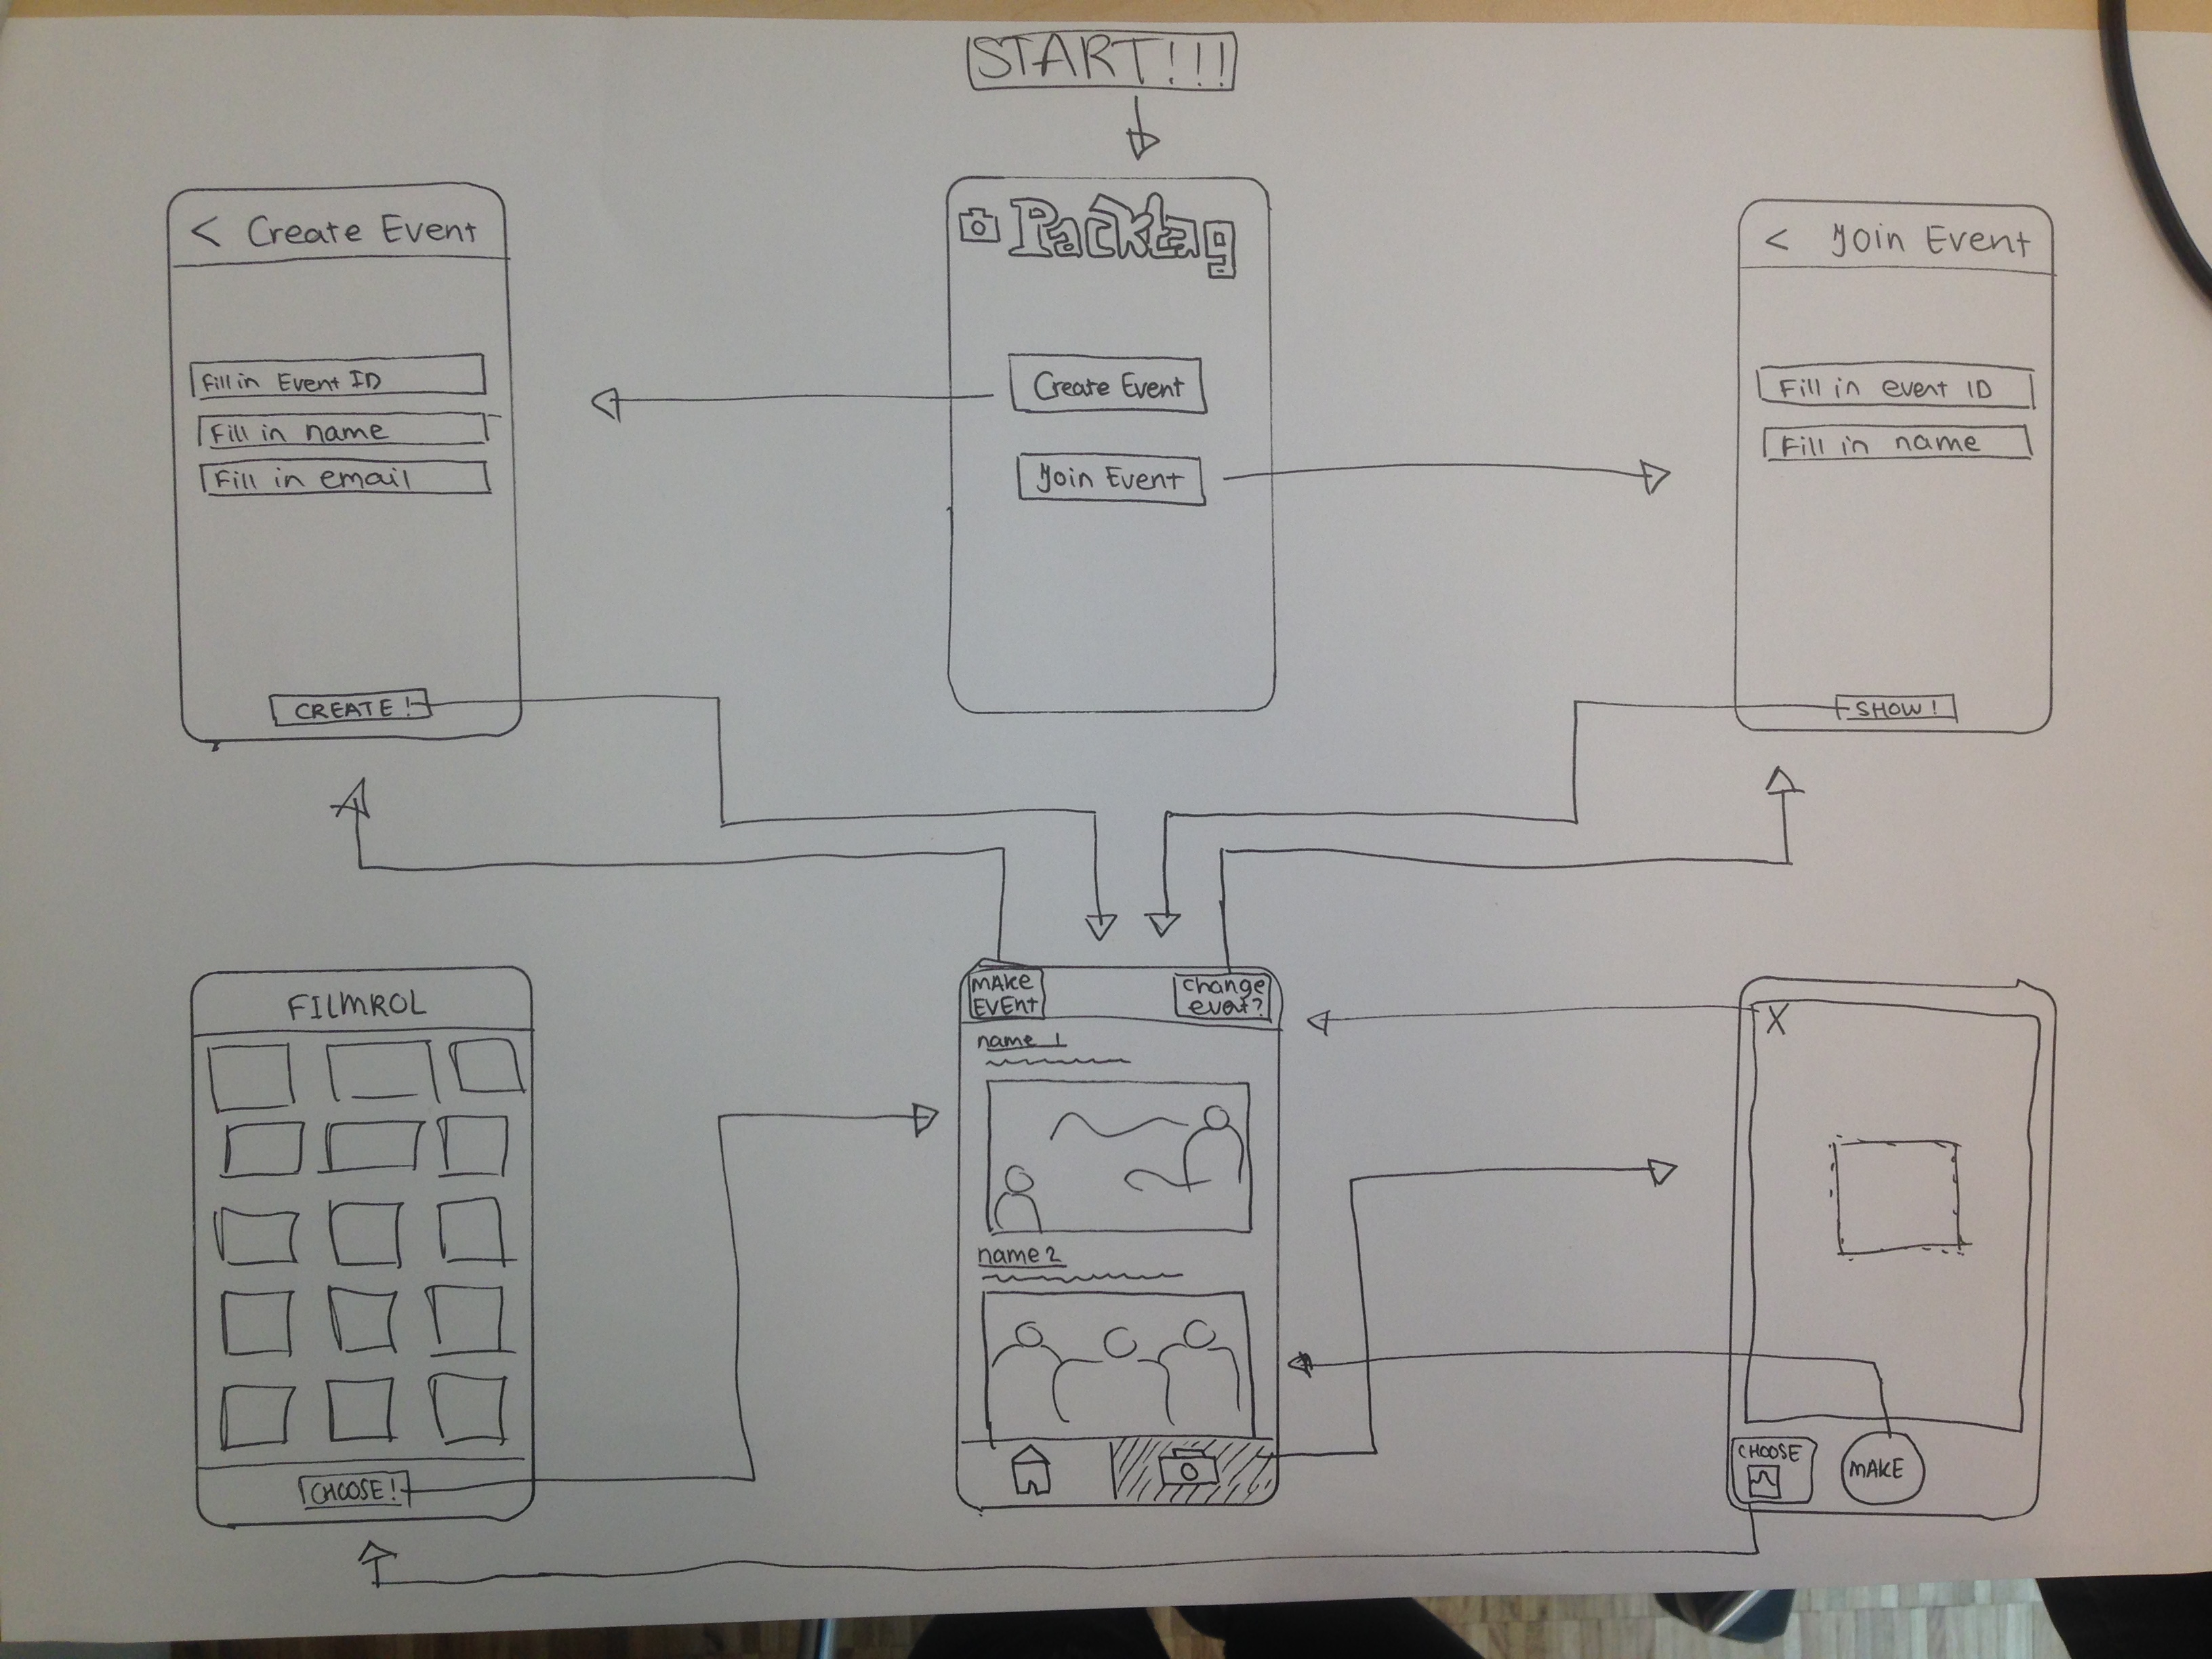 START!!!
Packtag
Create Event
Join Event
< Create Event
Fill in Event ID
Fill in name
Fill in email
CREATE!
< Join Event
Fill in event ID
Fill in name
SHOW!
FILMROL
CHOOSE!
MAKE
EVENT
change
event?
name 1
name 2
X
CHOOSE
MAKE